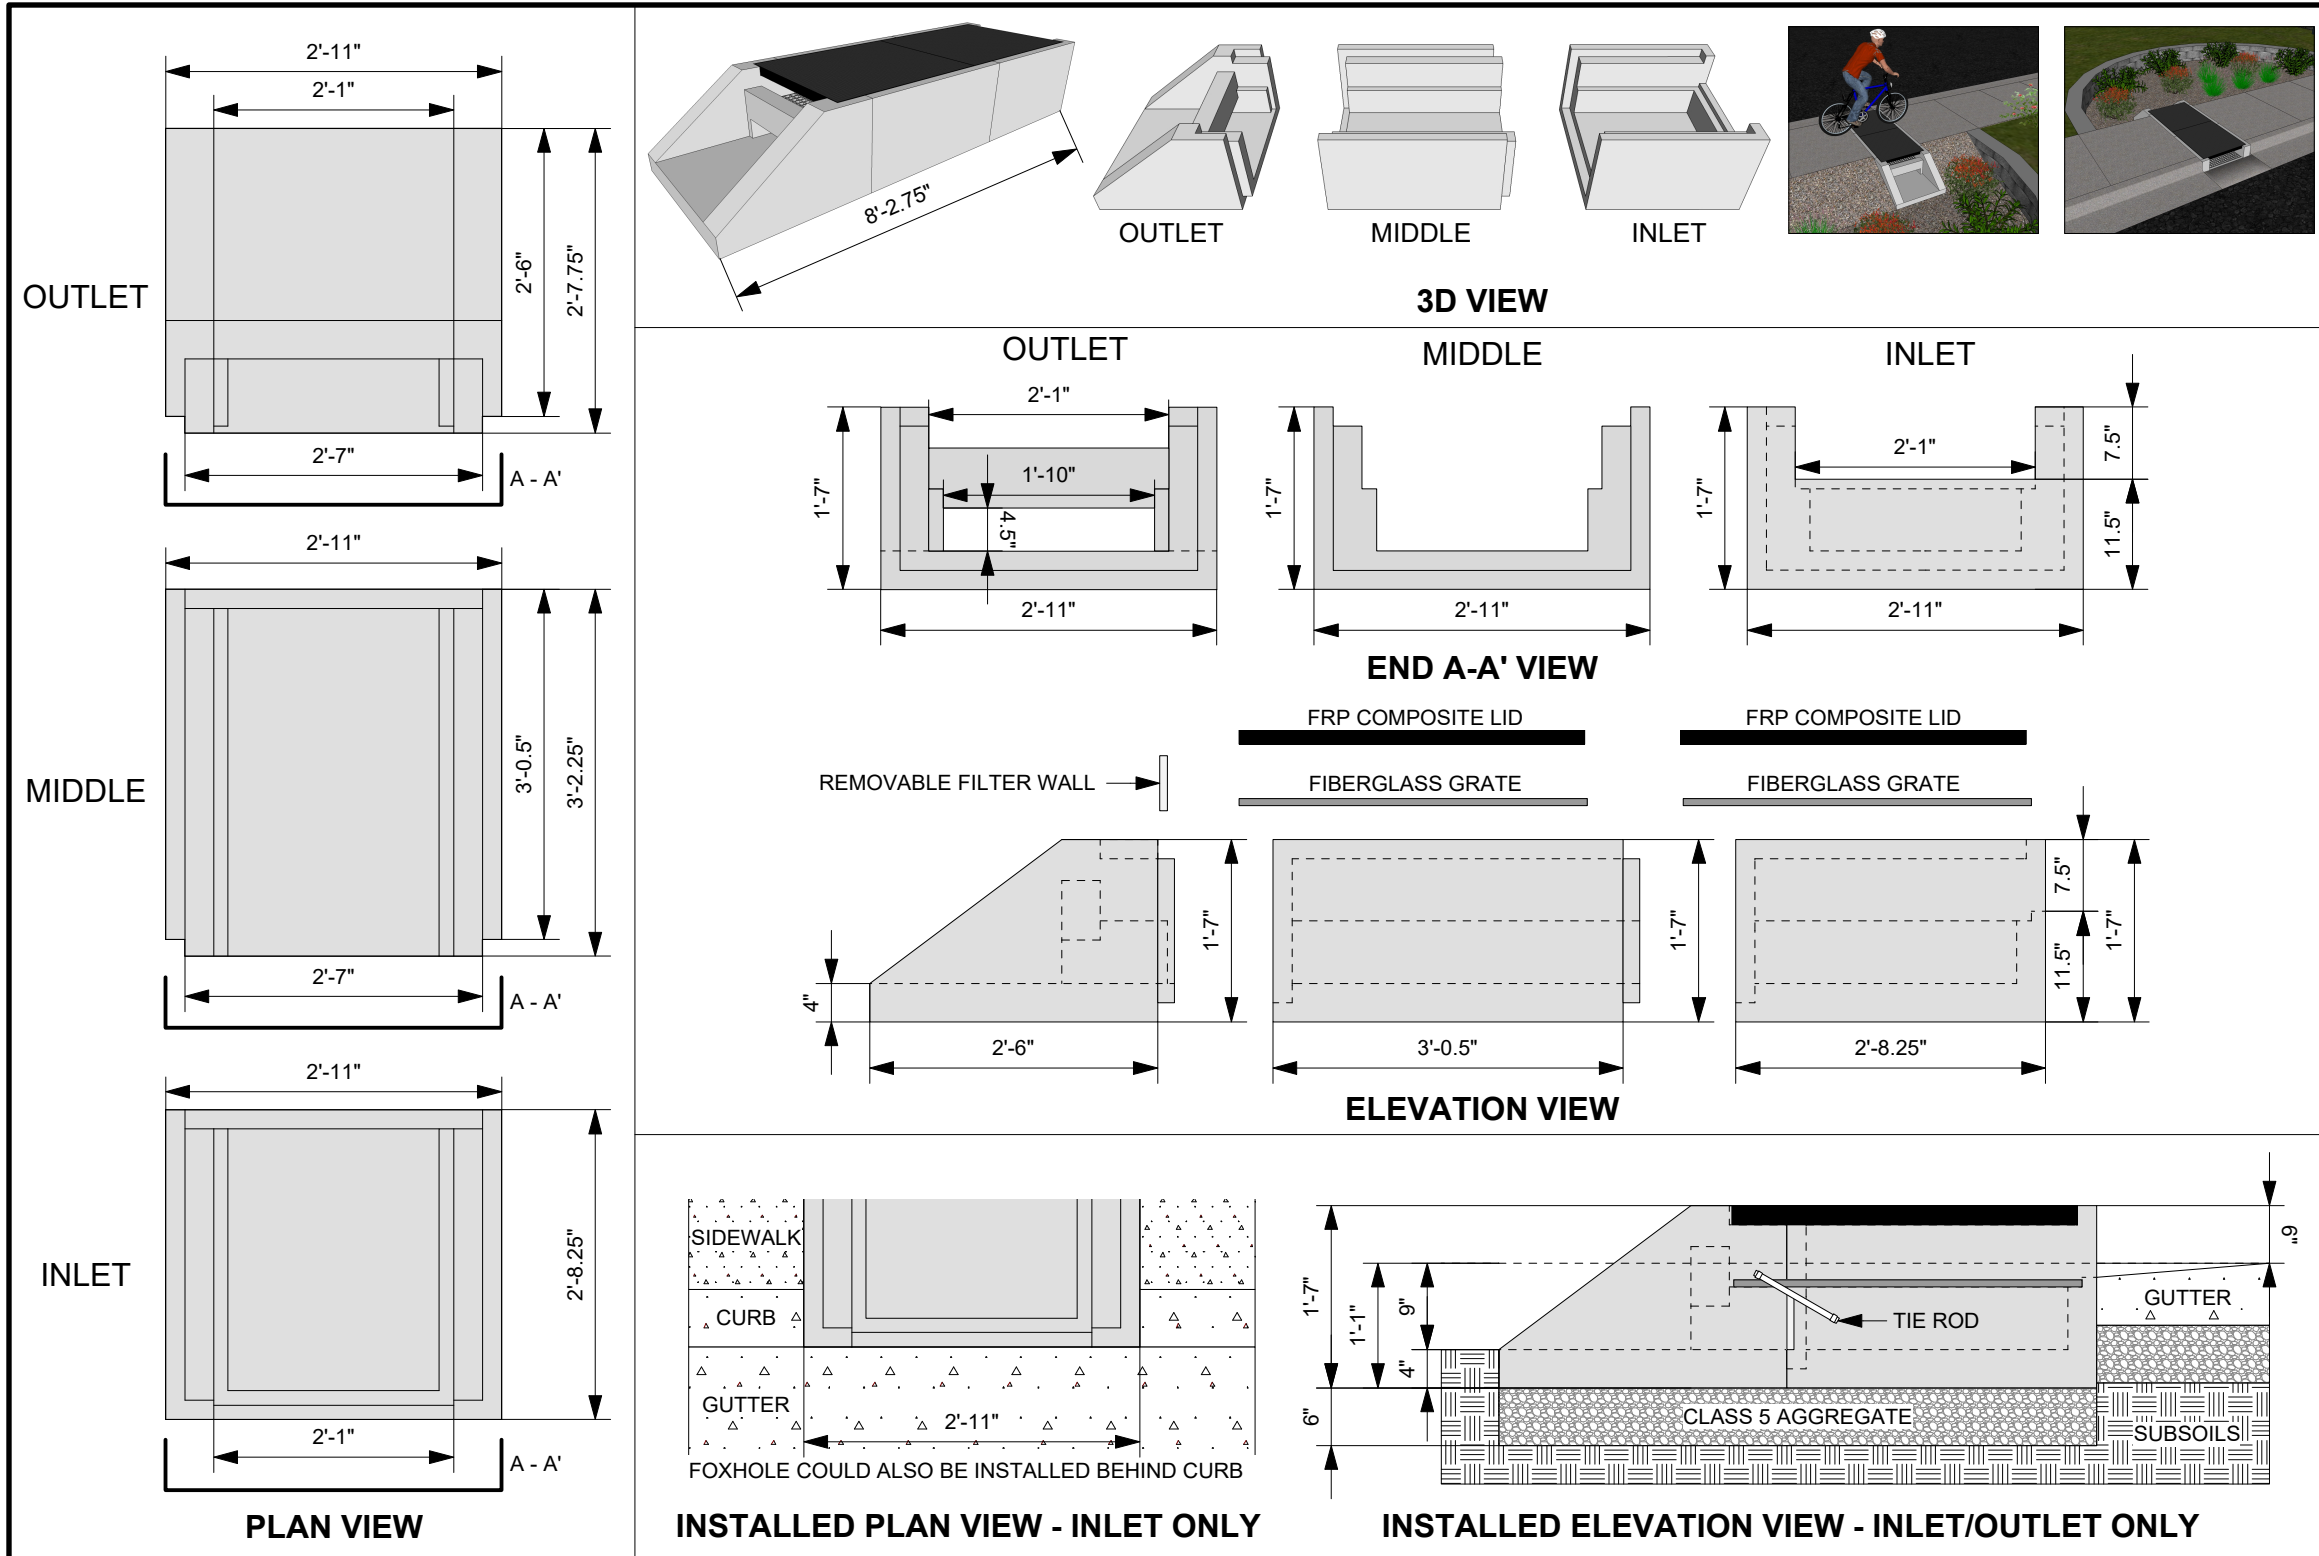 2'-11"
2'-1"
OUTLET
2'-6"
2'-7.75"
2'-7"
A - A'
2'-11"
MIDDLE
3'-0.5"
3'-2.25"
2'-7"
A - A'
2'-11"
INLET
2'-8.25"
2'-1"
A - A'
PLAN VIEW
8'-2.75"
OUTLET
MIDDLE
INLET
3D VIEW
OUTLET
MIDDLE
INLET
2'-1"
1'-10"
4.5"
1'-7"
2'-11"
1'-7"
2'-11"
1'-7"
2'-1"
7.5"
11.5"
2'-11"
END A-A' VIEW
FRP COMPOSITE LID
FRP COMPOSITE LID
REMOVABLE FILTER WALL
FIBERGLASS GRATE
FIBERGLASS GRATE
4"
1'-7"
2'-6"
1'-7"
3'-0.5"
7.5"
11.5"
1'-7"
2'-8.25"
ELEVATION VIEW
SIDEWALK
CURB
GUTTER
2'-11"
FOXHOLE COULD ALSO BE INSTALLED BEHIND CURB
INSTALLED PLAN VIEW - INLET ONLY
1'-7"
1'-1"
9"
4"
6"
6"
GUTTER
TIE ROD
CLASS 5 AGGREGATE
SUBSOILS
INSTALLED ELEVATION VIEW - INLET/OUTLET ONLY